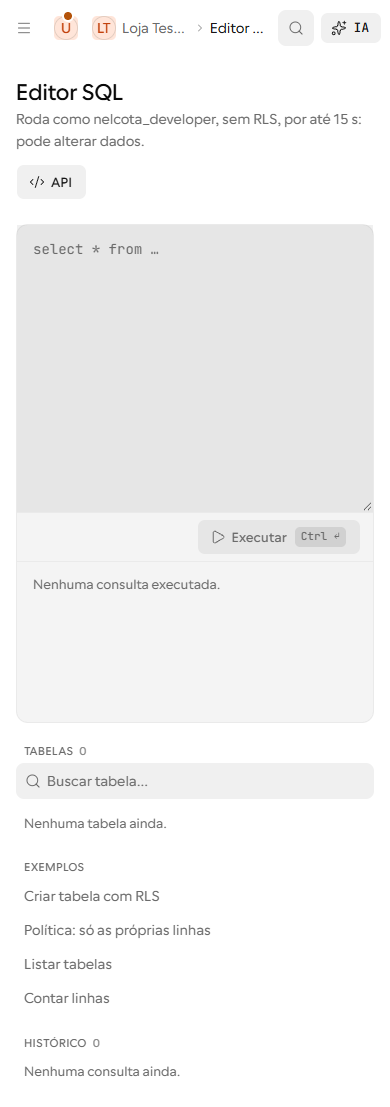 U LT Loja Tes... Editor ... IA
Editor SQL
Roda como nelcota_developer, sem RLS, por até 15 s:
pode alterar dados.
API
select * from …
Executar Ctrl ⏎
Nenhuma consulta executada.
TABELAS 0
Buscar tabela...
Nenhuma tabela ainda.
EXEMPLOS
Criar tabela com RLS
Política: só as próprias linhas
Listar tabelas
Contar linhas
HISTÓRICO 0
Nenhuma consulta ainda.